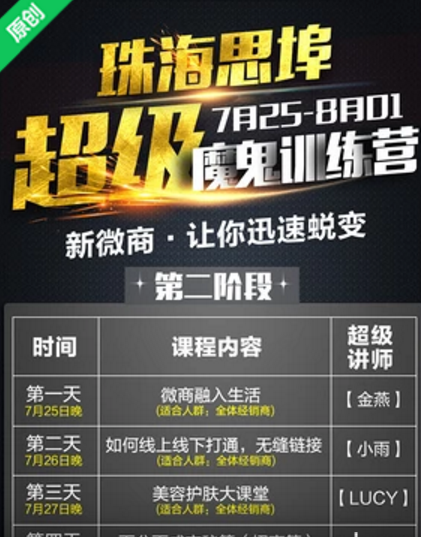 原创
珠海思埠
超级
7月25-8月01
魔鬼训练营
新微商·让你迅速蜕变
第二阶段
时间 课程内容 超级讲师
第一天 微商融入生活 【金燕】
7月25日晚 (适合人群：全体经销商)
第二天 如何线上线下打通，无缝链接 【小雨】
7月26日晚 (适合人群：全体经销商)
第三天 美容护肤大课堂 【LUCY】
7月27日晚 (适合人群：全体经销商)